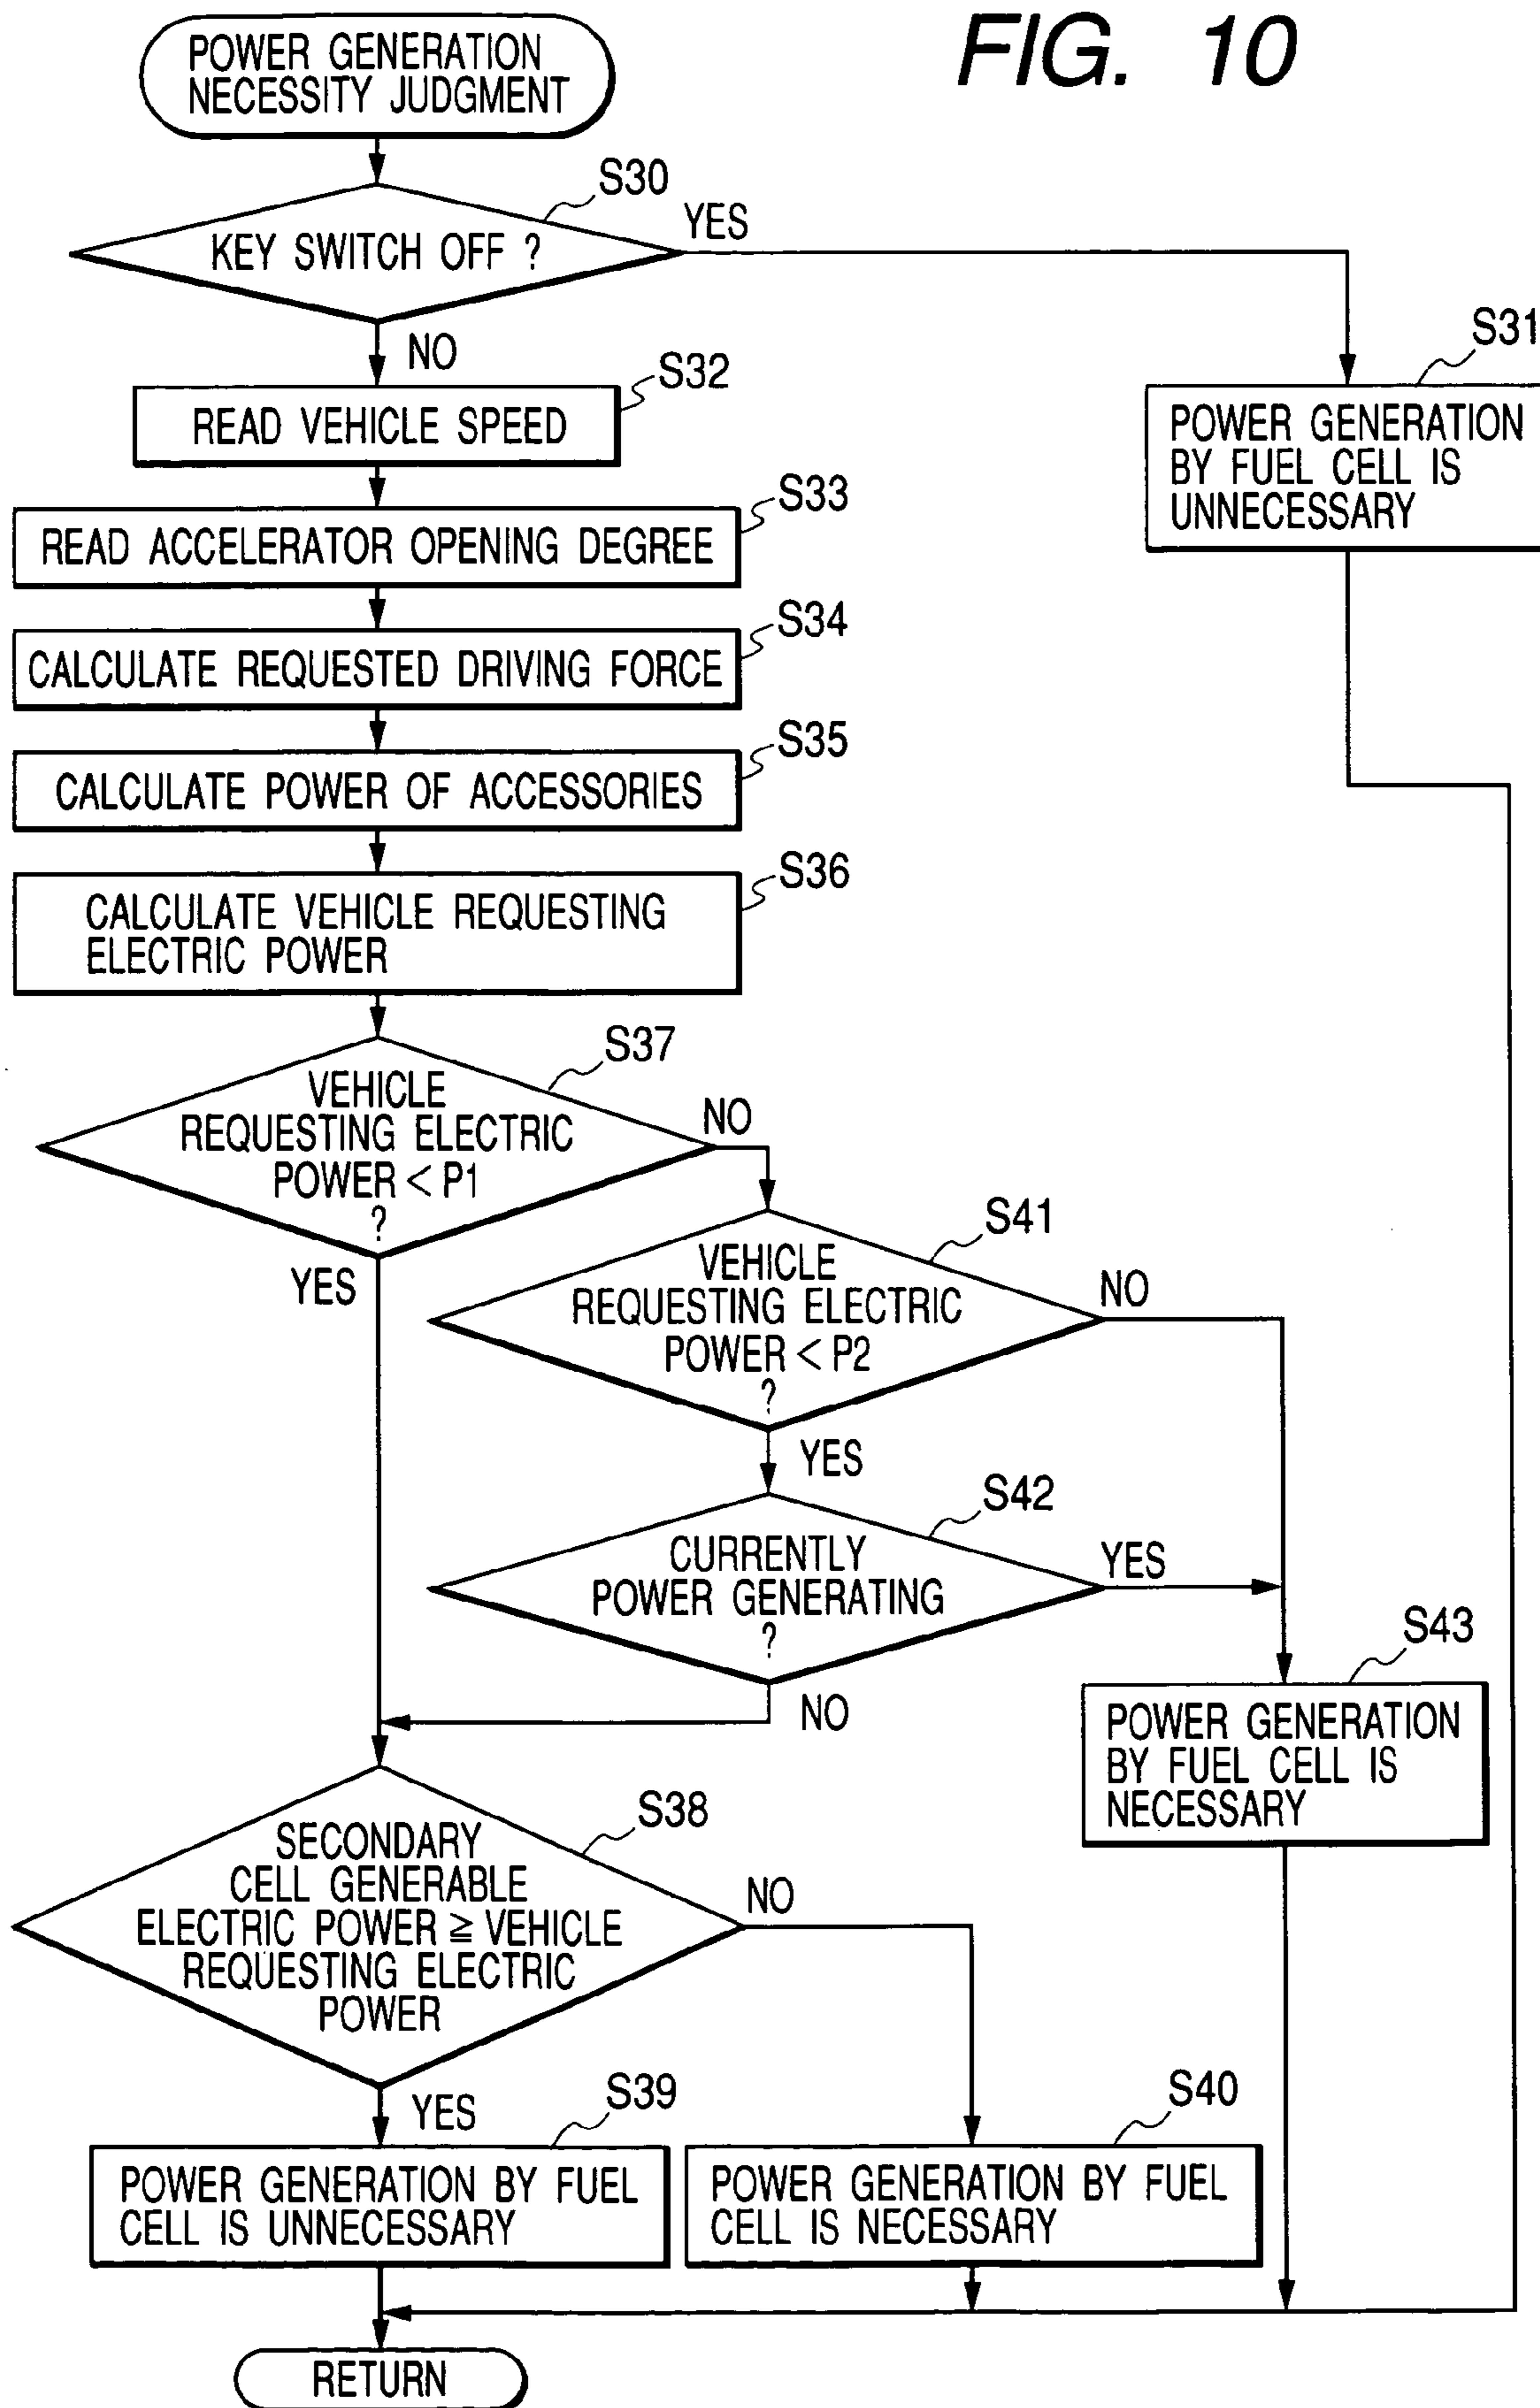 FIG. 10
POWER GENERATION
NECESSITY JUDGMENT
S30
KEY SWITCH OFF ?
YES
NO
S31
POWER GENERATION
BY FUEL CELL IS
UNNECESSARY
S32
READ VEHICLE SPEED
S33
READ ACCELERATOR OPENING DEGREE
S34
CALCULATE REQUESTED DRIVING FORCE
S35
CALCULATE POWER OF ACCESSORIES
S36
CALCULATE VEHICLE REQUESTING
ELECTRIC POWER
S37
VEHICLE
REQUESTING ELECTRIC
POWER < P1
?
NO
YES
S41
VEHICLE
REQUESTING ELECTRIC
POWER < P2
?
NO
YES
S42
CURRENTLY
POWER GENERATING
?
YES
NO
S43
POWER GENERATION
BY FUEL CELL IS
NECESSARY
S38
SECONDARY
CELL GENERABLE
ELECTRIC POWER ≧ VEHICLE
REQUESTING ELECTRIC
POWER
NO
YES
S39
POWER GENERATION BY FUEL
CELL IS UNNECESSARY
S40
POWER GENERATION BY FUEL
CELL IS NECESSARY
RETURN